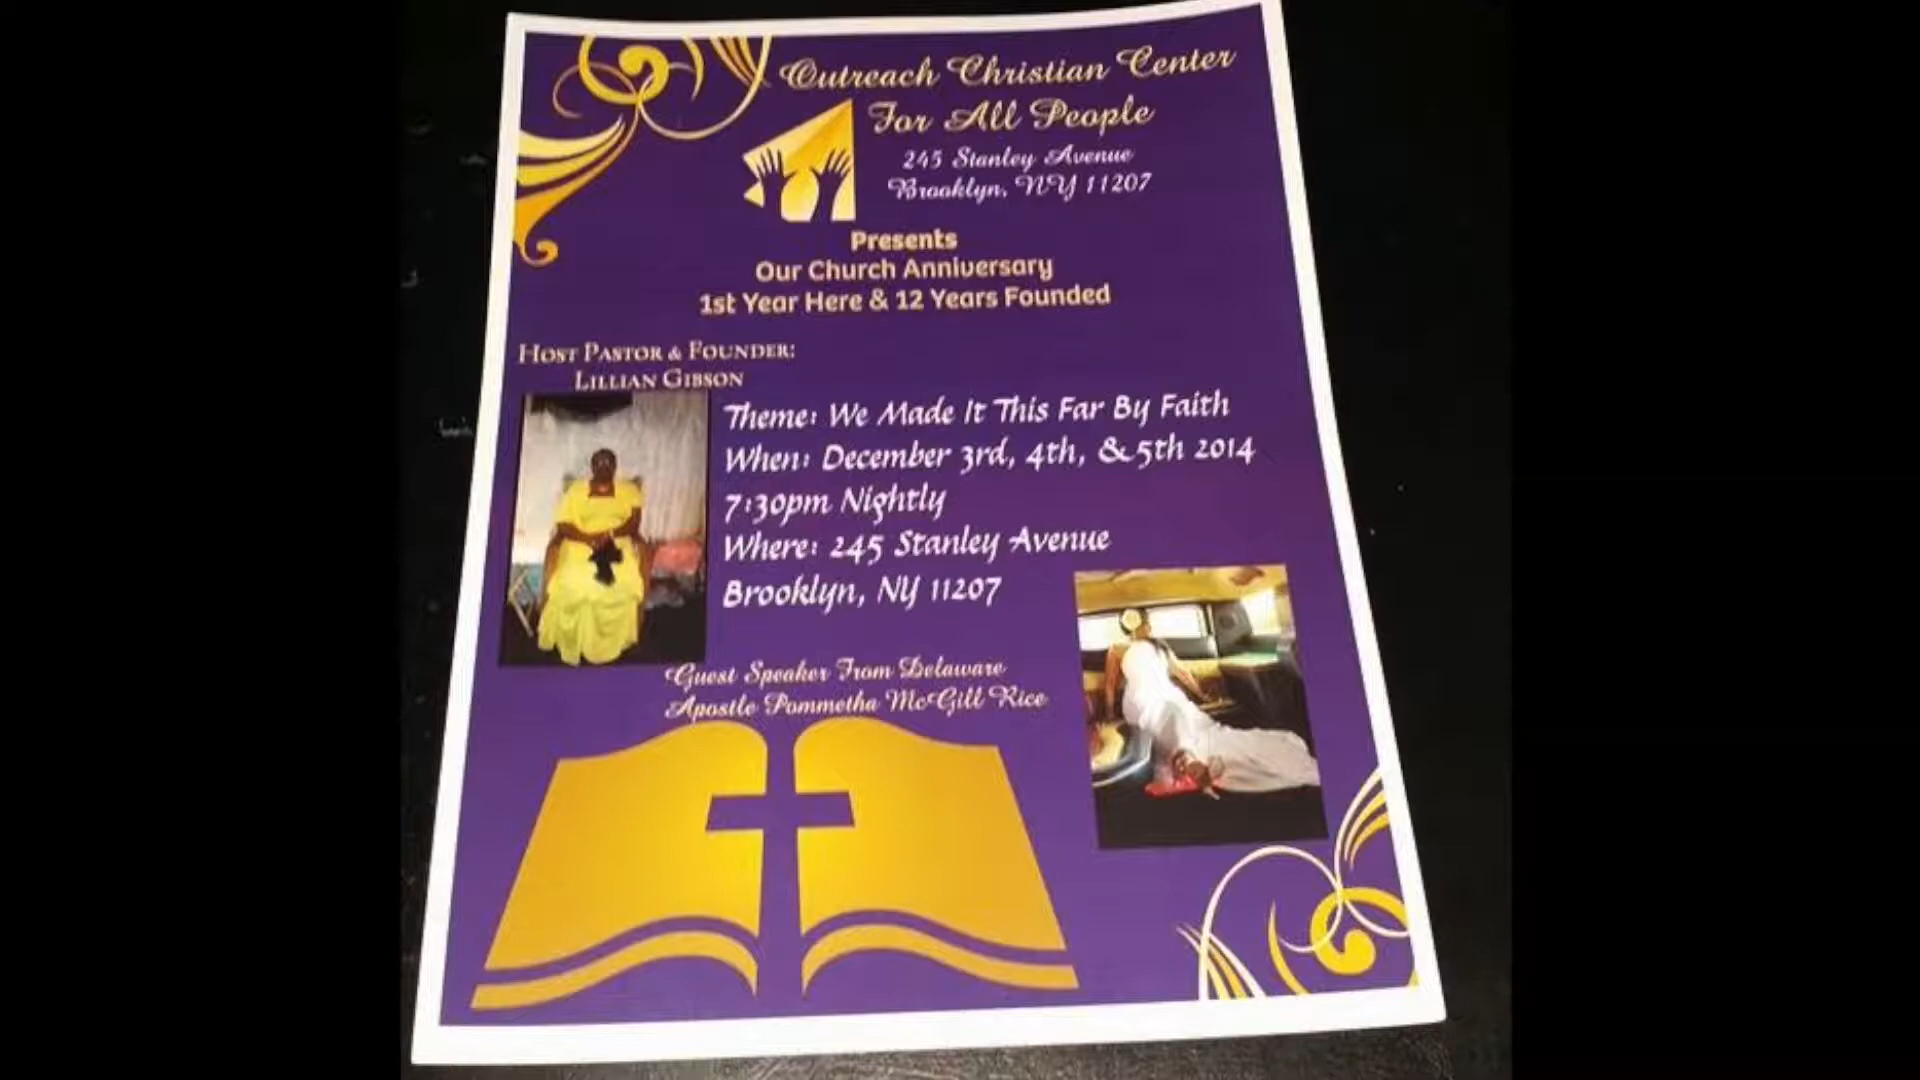 Outreach Christian Center
For All People
245 Stanley Avenue
Brooklyn, NY 11207
Presents
Our Church Anniversary
1st Year Here & 12 Years Founded
Host Pastor & Founder:
Lillian Gibson
Theme: We Made It This Far By Faith
When: December 3rd, 4th, & 5th 2014
7:30pm Nightly
Where: 245 Stanley Avenue
Brooklyn, NY 11207
Guest Speaker From Delaware
Apostle Pommetha McGill Rice